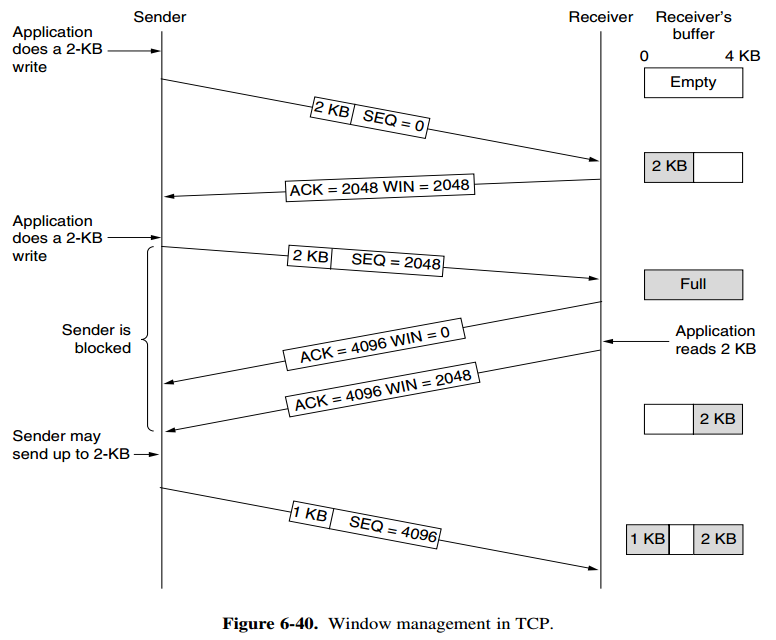 Sender
Receiver
Receiver's
buffer
0
4 KB
Application
does a 2-KB
write
Empty
2 KB
SEQ = 0
2 KB
ACK = 2048 WIN = 2048
Application
does a 2-KB
write
2 KB
SEQ = 2048
Full
Sender is
blocked
ACK = 4096 WIN = 0
Application
reads 2 KB
ACK = 4096 WIN = 2048
2 KB
Sender may
send up to 2-KB
1 KB
SEQ = 4096
1 KB
2 KB
Figure 6-40. Window management in TCP.